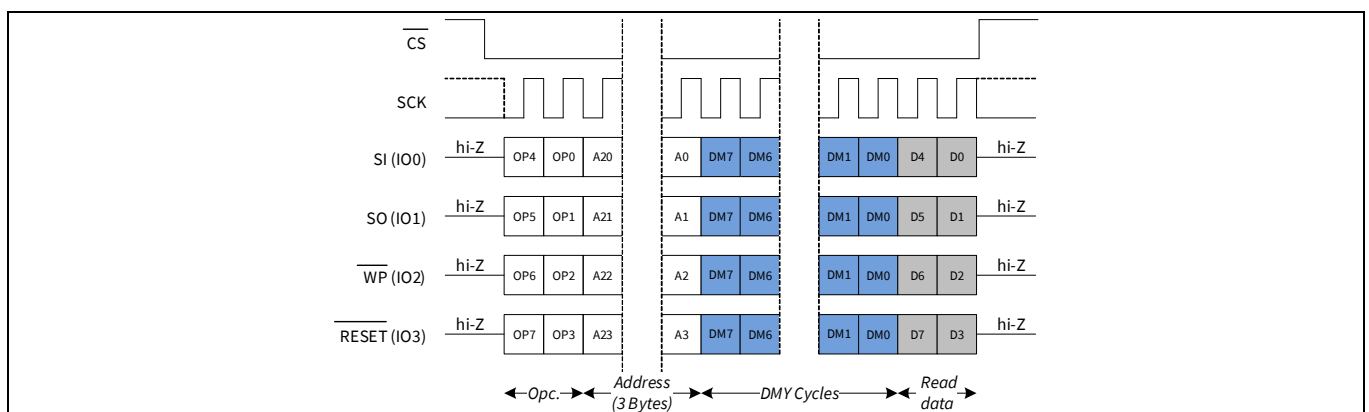 CS
SCK
SI (IO0) hi-Z OP4 OP0 A20 A0 DM7 DM6 DM1 DM0 D4 D0 hi-Z
SO (IO1) hi-Z OP5 OP1 A21 A1 DM7 DM6 DM1 DM0 D5 D1 hi-Z
WP (IO2) hi-Z OP6 OP2 A22 A2 DM7 DM6 DM1 DM0 D6 D2 hi-Z
RESET (IO3) hi-Z OP7 OP3 A23 A3 DM7 DM6 DM1 DM0 D7 D3 hi-Z
Opc. Address (3 Bytes) DMY Cycles Read data